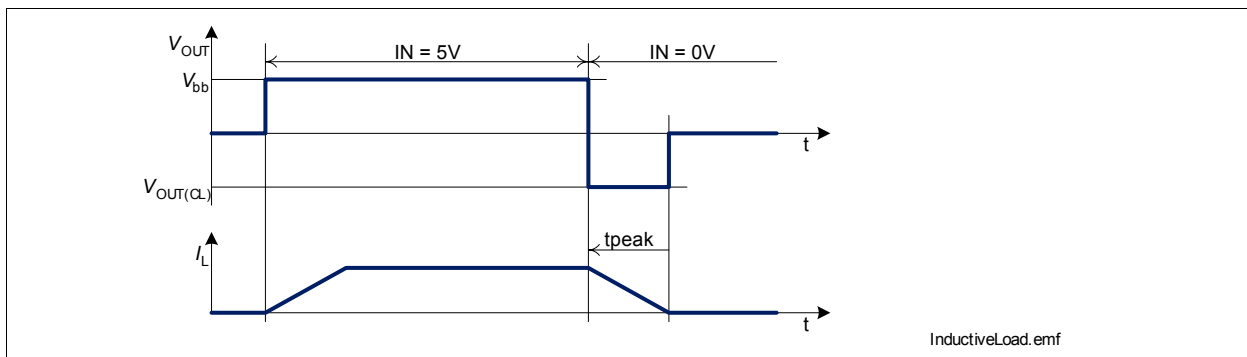 V_OUT
IN = 5V
IN = 0V
V_bb
t
V_OUT(CL)
tpeak
I_L
t
InductiveLoad.emf